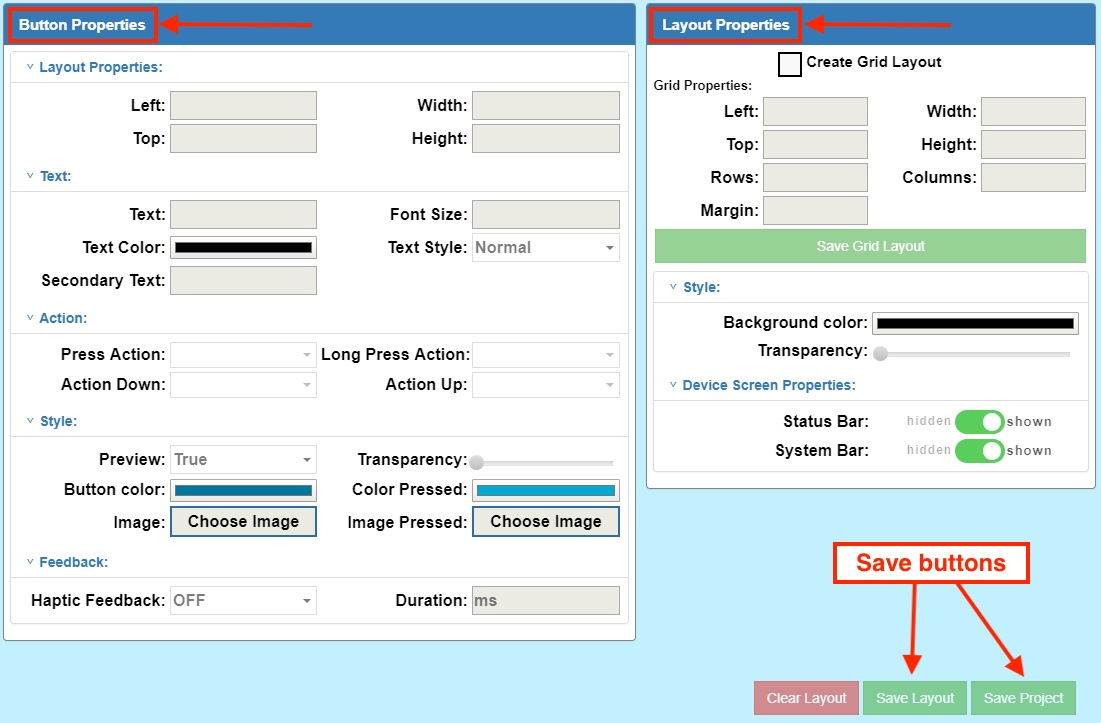 Button Properties
Layout Properties:
Left:
Width:
Top:
Height:
Text:
Text:
Font Size:
Text Color:
Text Style: Normal
Secondary Text:
Action:
Press Action:
Long Press Action:
Action Down:
Action Up:
Style:
Preview: True
Transparency:
Button color:
Color Pressed:
Image: Choose Image
Image Pressed: Choose Image
Feedback:
Haptic Feedback: OFF
Duration: ms
Layout Properties
Create Grid Layout
Grid Properties:
Left:
Width:
Top:
Height:
Rows:
Columns:
Margin:
Save Grid Layout
Style:
Background color:
Transparency:
Device Screen Properties:
Status Bar: hidden shown
System Bar: hidden shown
Save buttons
Clear Layout
Save Layout
Save Project